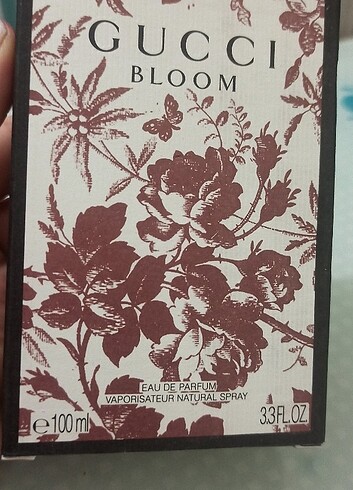 GUCCI
BLOOM
EAU DE PARFUM
VAPORISATEUR NATURAL SPRAY
℮100 ml
3.3 FL.OZ.